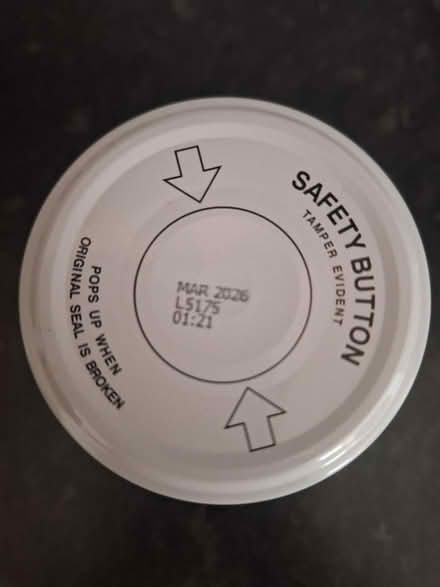 SAFETY BUTTON
TAMPER EVIDENT
MAR 2026
L5175
01:21
POPS UP WHEN
ORIGINAL SEAL IS BROKEN